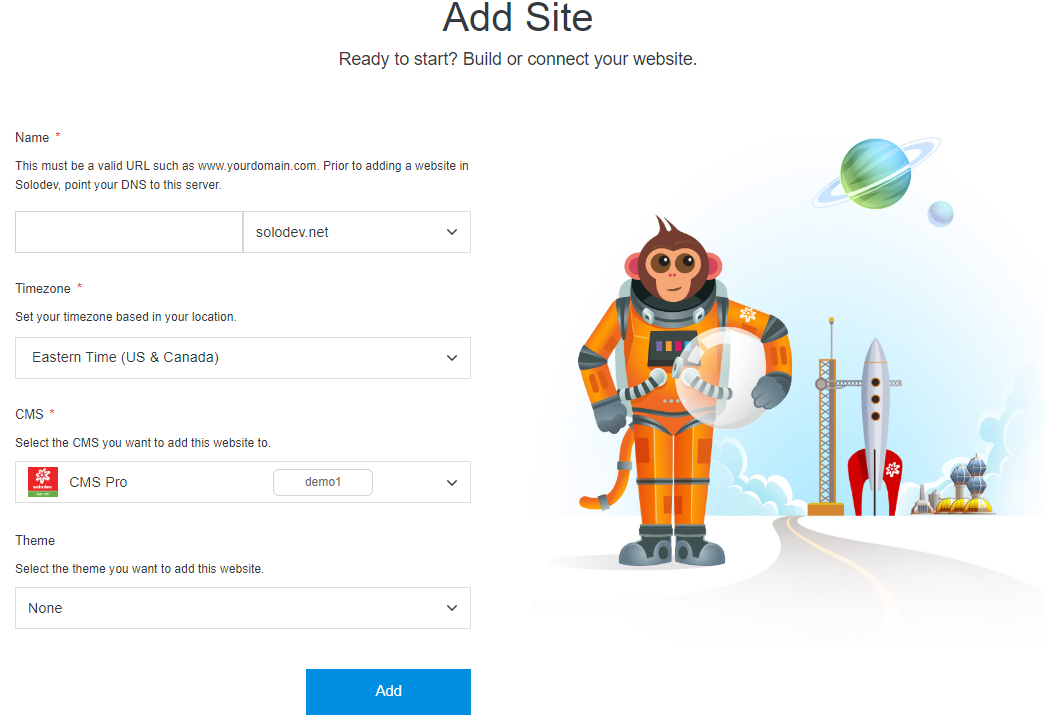 Add Site
Ready to start? Build or connect your website.
Name *
This must be a valid URL such as www.yourdomain.com. Prior to adding a website in
Solodev, point your DNS to this server.
solodev.net
Timezone *
Set your timezone based in your location.
Eastern Time (US & Canada)
CMS *
Select the CMS you want to add this website to.
solodev
CMS Pro
demo1
Theme
Select the theme you want to add this website.
None
Add